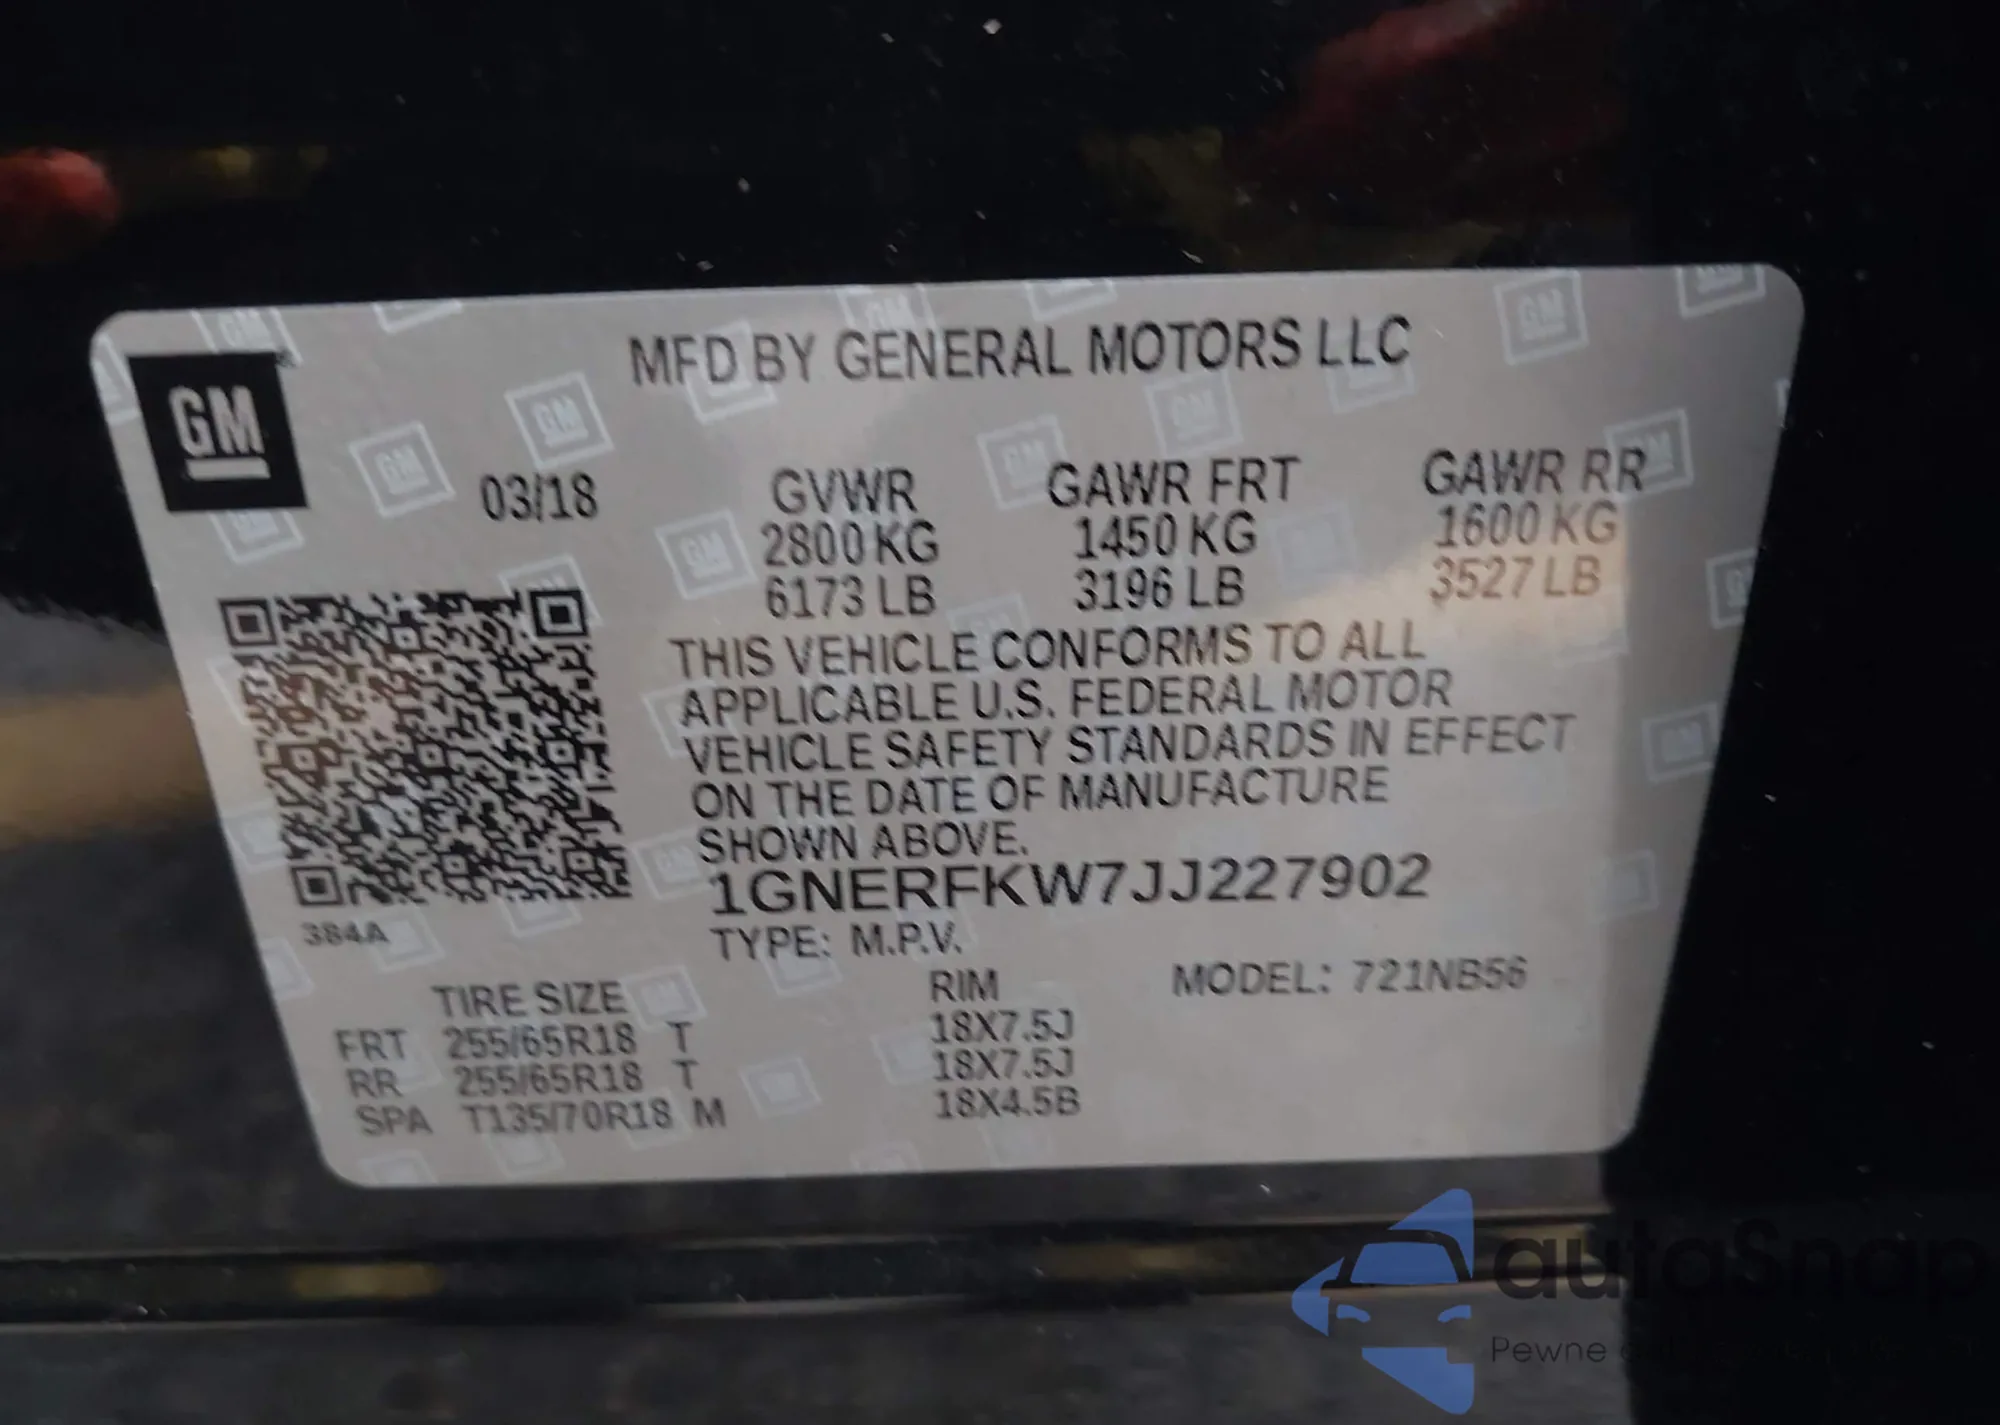 MFD BY GENERAL MOTORS LLC
GM
03/18 GVWR GAWR FRT GAWR RR
2800 KG 1450 KG 1600 KG
6173 LB 3196 LB 3527 LB
THIS VEHICLE CONFORMS TO ALL
APPLICABLE U.S. FEDERAL MOTOR
VEHICLE SAFETY STANDARDS IN EFFECT
ON THE DATE OF MANUFACTURE
SHOWN ABOVE.
1GNERFKW7JJ227902
384A
TYPE: M.P.V.
TIRE SIZE RIM MODEL: 721NB56
FRT 255/65R18 T 18X7.5J
RR 255/65R18 T 18X7.5J
SPA T135/70R18 M 18X4.5B
autaSnap
Pewne